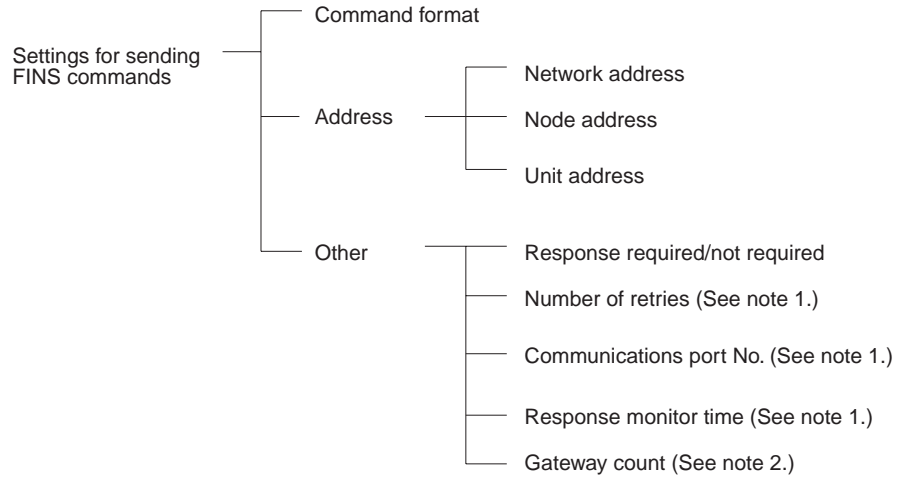 Settings for sending
FINS commands
Command format
Address
Network address
Node address
Unit address
Other
Response required/not required
Number of retries (See note 1.)
Communications port No. (See note 1.)
Response monitor time (See note 1.)
Gateway count (See note 2.)